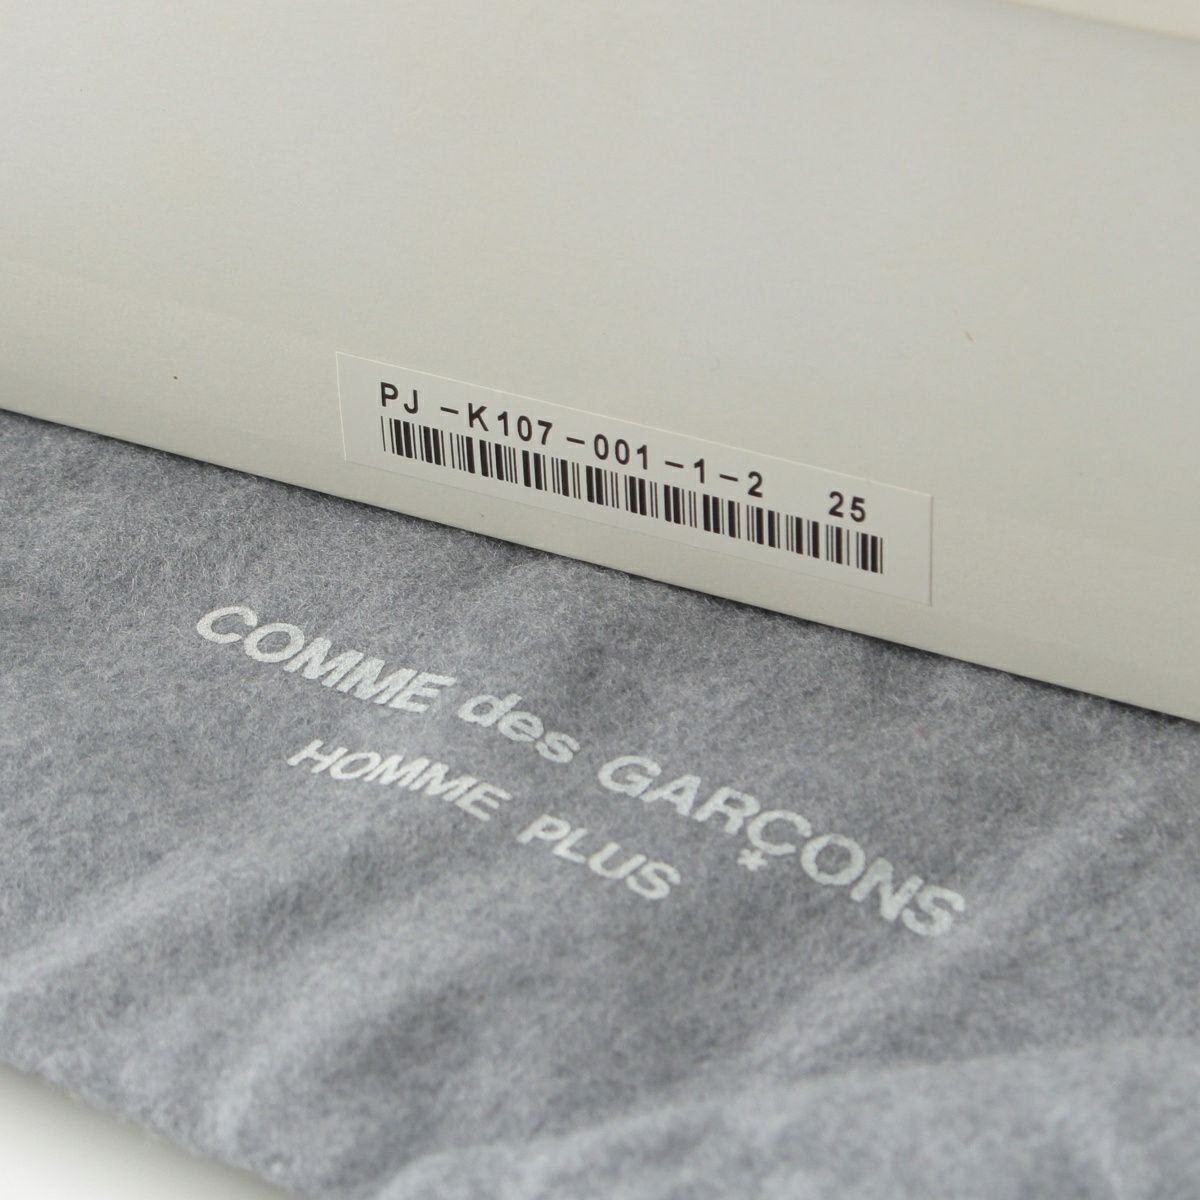 PJ -K107-001-1-2 25
COMME des GARÇONS
HOMME PLUS